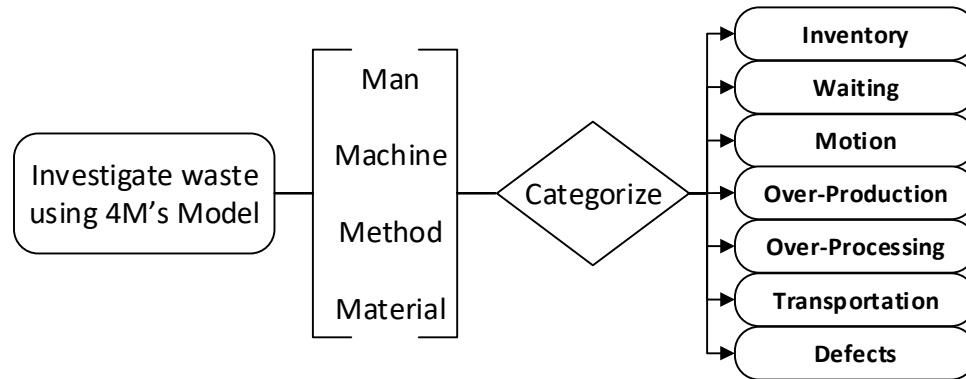 Investigate waste
using 4M’s Model
Man
Machine
Method
Material
Categorize
Inventory
Waiting
Motion
Over-Production
Over-Processing
Transportation
Defects